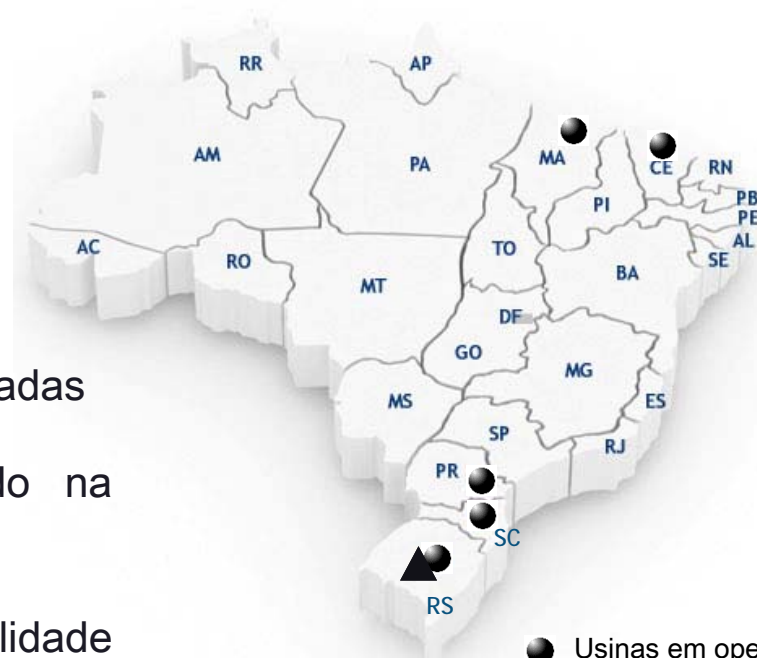 RR
AP
AM
PA
MA
CE
RN
PB
PE
AL
SE
PI
AC
RO
TO
BA
MT
DF
GO
MG
ES
MS
SP
RJ
PR
SC
RS
adas
lo na
lidade
Usinas em ope